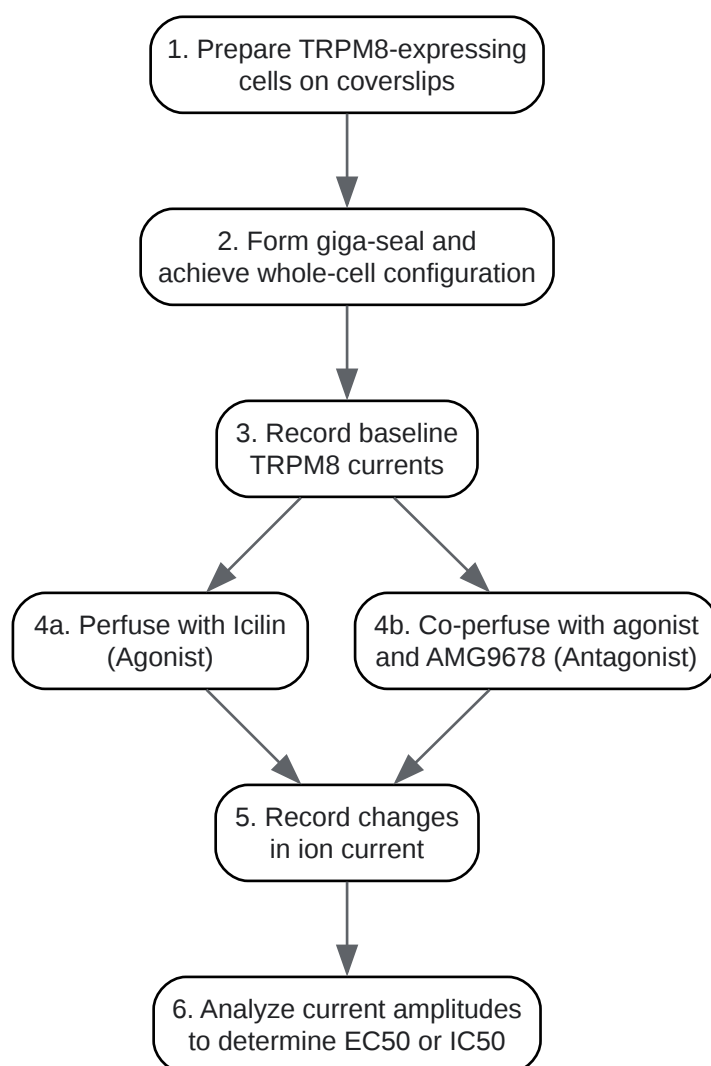 1. Prepare TRPM8-expressing
cells on coverslips
2. Form giga-seal and
achieve whole-cell configuration
3. Record baseline
TRPM8 currents
4a. Perfuse with Icilin
(Agonist)
4b. Co-perfuse with agonist
and AMG9678 (Antagonist)
5. Record changes
in ion current
6. Analyze current amplitudes
to determine EC50 or IC50